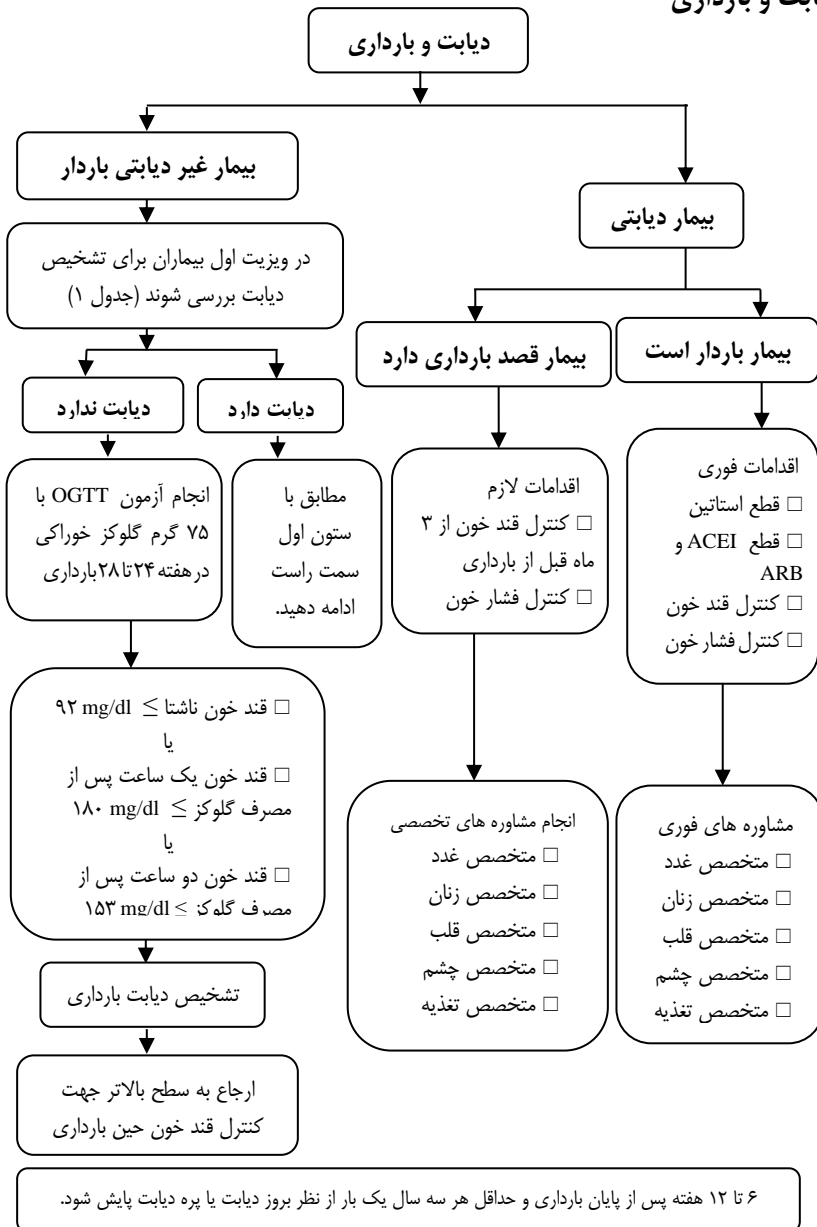 بارداری
دیابت و بارداری
بیمار غیر دیابتی باردار
بیمار دیابتی
در ویزیت اول بیماران برای تشخیص
دیابت بررسی شوند (جدول ۱)
بیمار باردار است
بیمار قصد بارداری دارد
دیابت دارد
دیابت ندارد
اقدامات فوری
□ قطع استاتین
□ قطع ACEI و
ARB
□ کنترل قند خون
□ کنترل فشار خون
اقدامات لازم
□ کنترل قند خون از ۳
ماه قبل از بارداری
□ کنترل فشار خون
مطابق با
ستون اول
سمت راست
ادامه دهید.
انجام آزمون OGTT با
۷۵ گرم گلوکز خوراکی
در هفته ۲۴ تا ۲۸ بارداری
□ قند خون ناشتا ≥ ۹۲ mg/dl
یا
□ قند خون یک ساعت پس از
مصرف گلوکز ≥ ۱۸۰ mg/dl
یا
□ قند خون دو ساعت پس از
مصرف گلوکز ≥ ۱۵۳ mg/dl
مشاوره های فوری
□ متخصص غدد
□ متخصص زنان
□ متخصص قلب
□ متخصص چشم
□ متخصص تغذیه
انجام مشاوره های تخصصی
□ متخصص غدد
□ متخصص زنان
□ متخصص قلب
□ متخصص چشم
□ متخصص تغذیه
تشخیص دیابت بارداری
ارجاع به سطح بالاتر جهت
کنترل قند خون حین بارداری
۶ تا ۱۲ هفته پس از پایان بارداری و حداقل هر سه سال یک بار از نظر بروز دیابت یا پره دیابت پایش شود.